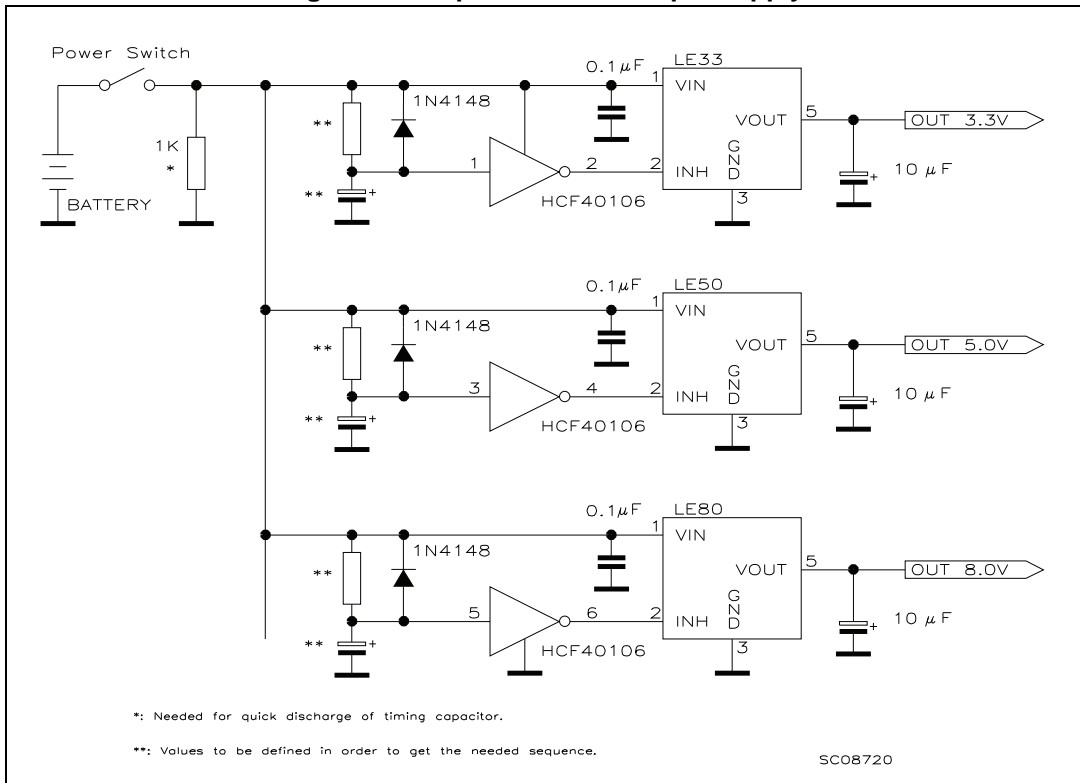 Power Switch
1K
*
BATTERY
**
1N4148
**
1
2
HCF40106
0.1μF
LE33
1
VIN
2
INH
VOUT
GND
5
3
OUT 3.3V
+
10 μF
+
**
1N4148
**
3
4
HCF40106
0.1μF
LE50
1
VIN
2
INH
VOUT
GND
5
3
OUT 5.0V
+
10 μF
+
**
1N4148
**
5
6
HCF40106
0.1μF
LE80
1
VIN
2
INH
VOUT
GND
5
3
OUT 8.0V
+
10 μF
+
*: Needed for quick discharge of timing capacitor.
**: Values to be defined in order to get the needed sequence.
SC08720